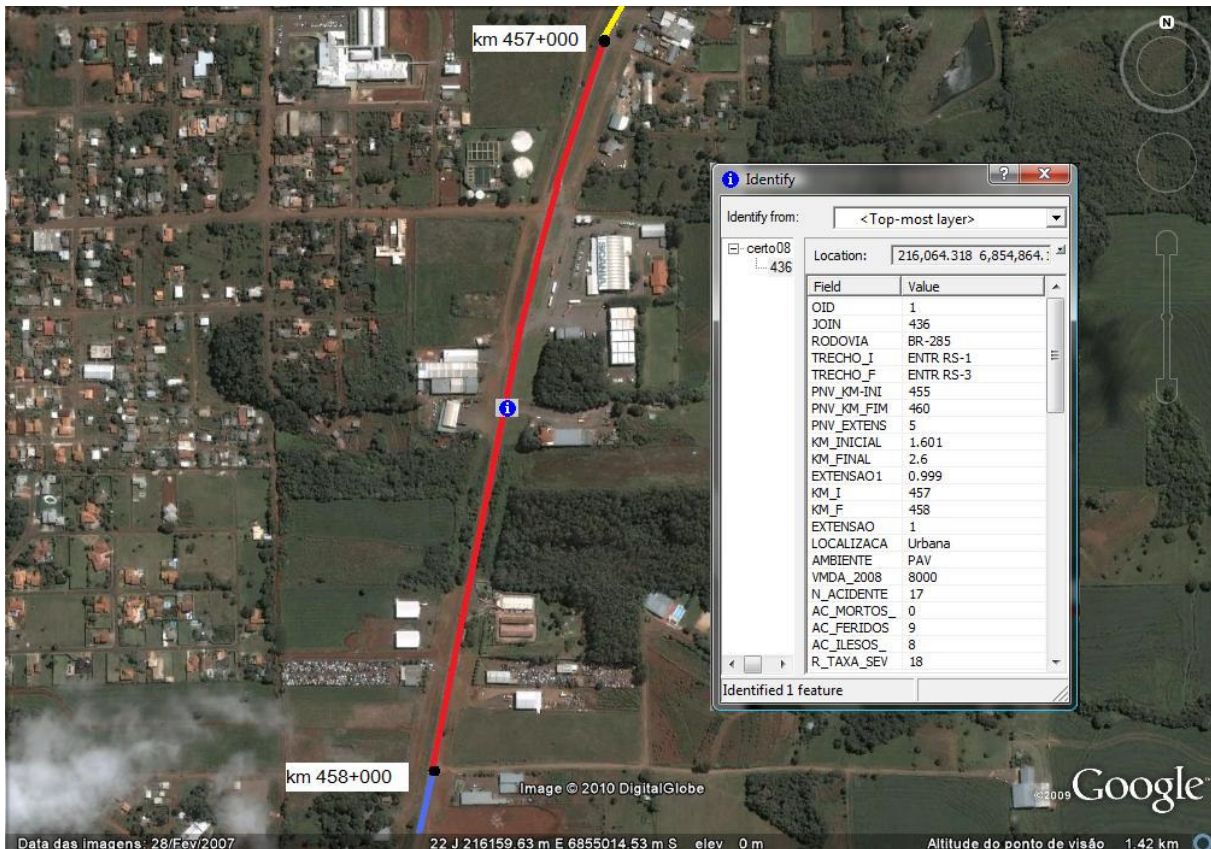 km 457+000
N
Identify
Identify from: <Top-most layer>
certo08
436
Location: 216,064.318 6,854,864.1
Field Value
OID 1
JOIN 436
RODOVIA BR-285
TRECHO_I ENTR RS-1
TRECHO_F ENTR RS-3
PNV_KM-INI 455
PNV_KM_FIM 460
PNV_EXTENS 5
KM_INICIAL 1.601
KM_FINAL 2.6
EXTENSAO1 0.999
KM_I 457
KM_F 458
EXTENSAO 1
LOCALIZACA Urbana
AMBIENTE PAV
VMDA_2008 8000
N_ACIDENTE 17
AC_MORTOS_ 0
AC_FERIDOS 9
AC_ILESOS_ 8
R_TAXA_SEV 18
Identified 1 feature
km 458+000
Image © 2010 DigitalGlobe
©2009 Google
Data das imagens: 28/Fev/2007 22 J 216159.63 m E 6855014.53 m S elev 0 m Altitude do ponto de visão 1.42 km